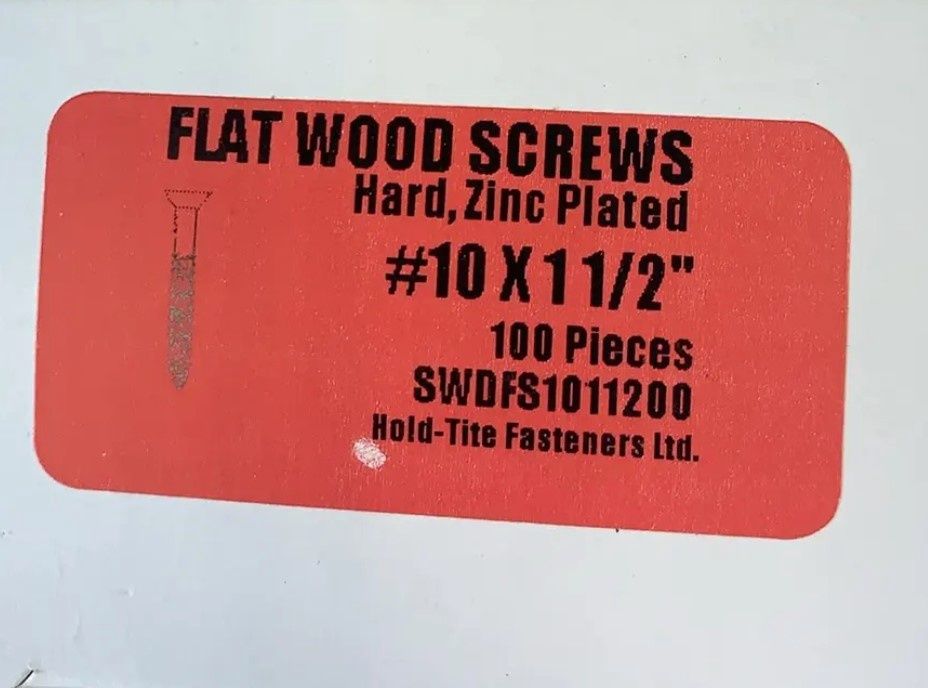 FLAT WOOD SCREWS
Hard, Zinc Plated
#10 X 1 1/2"
100 Pieces
SWDFS1011200
Hold-Tite Fasteners Ltd.